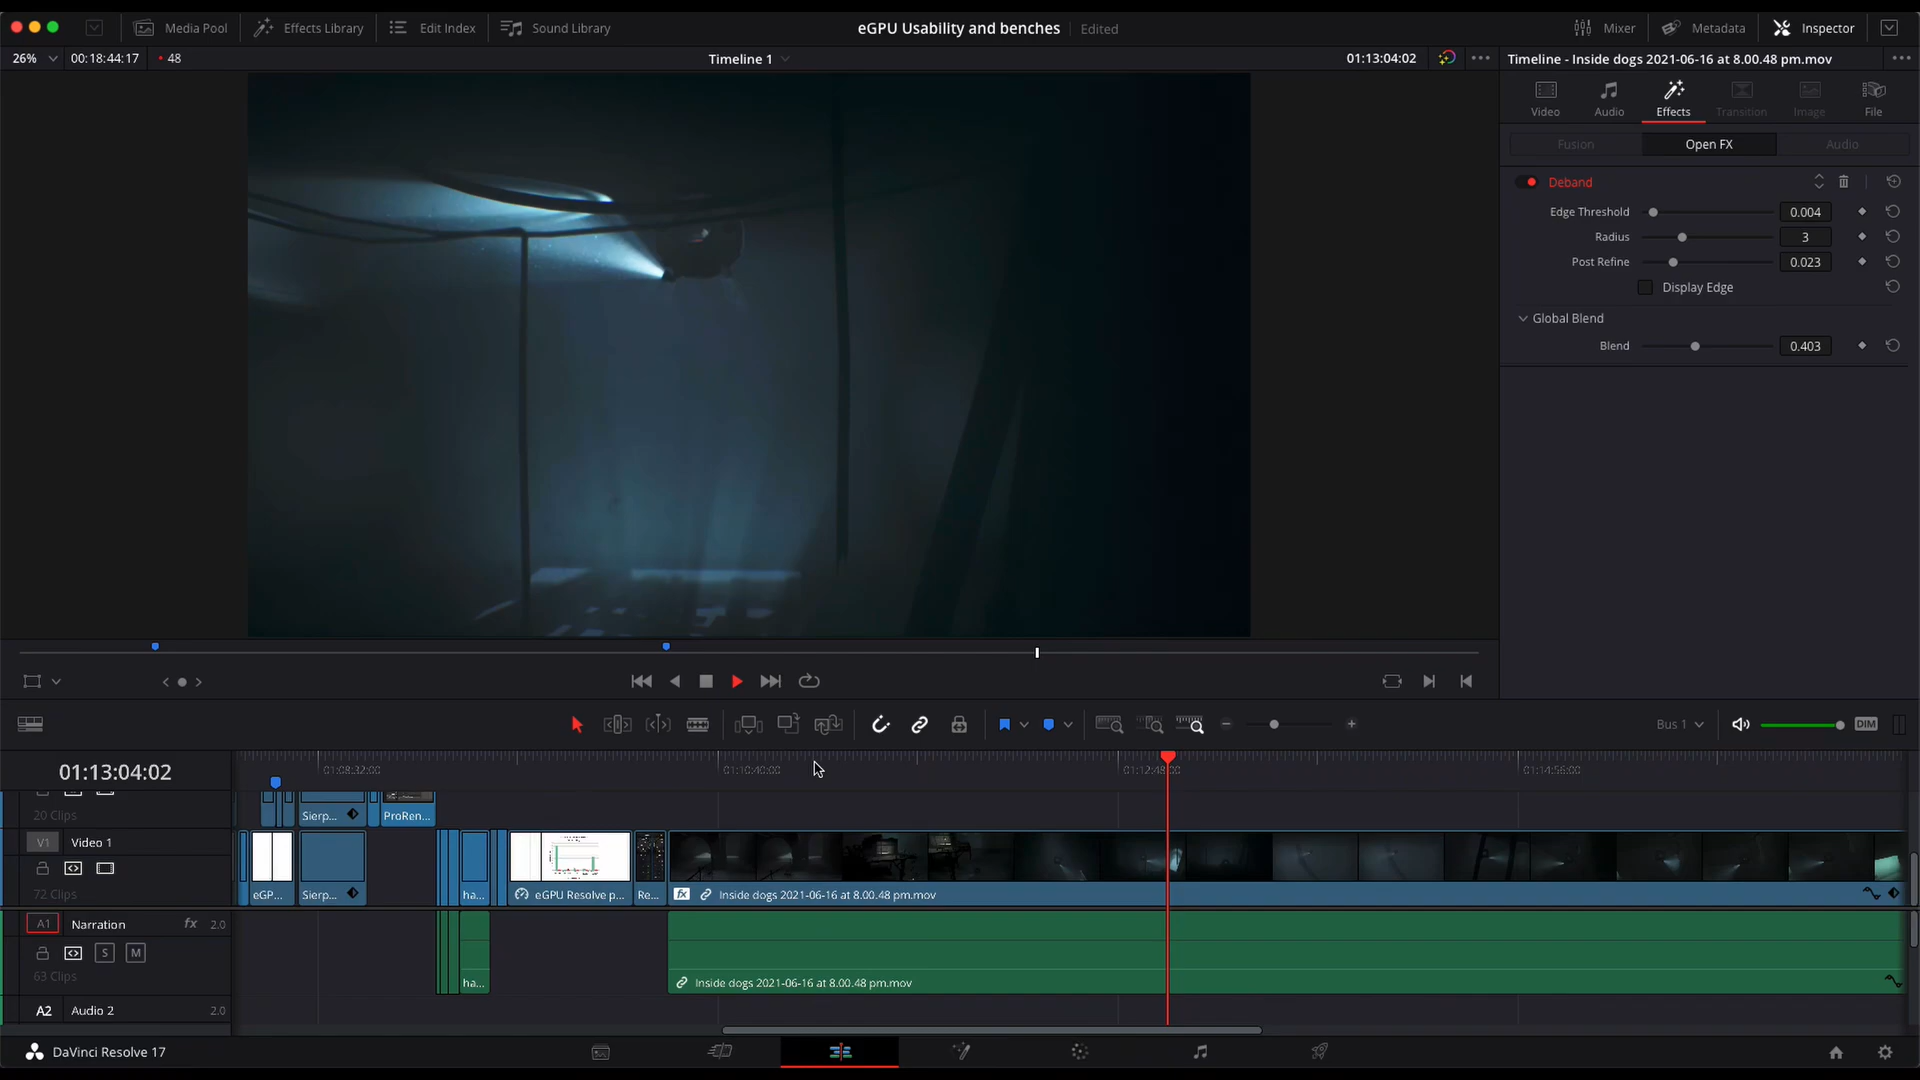 Media Pool Effects Library Edit Index Sound Library eGPU Usability and benches Edited Mixer Metadata Inspector
26% 00:18:44:17 48 Timeline 1 01:13:04:02 Timeline - Inside dogs 2021-06-16 at 8.00.48 pm.mov
Video Audio Effects Transition Image File
Fusion Open FX Audio
Deband
Edge Threshold 0.004
Radius 3
Post Refine 0.023
Display Edge
Global Blend
Blend 0.403
Bus 1 DIM
01:13:04:02 01:08:32:00 01:10:40:00 01:12:48:00 01:14:56:00
20 Clips Sierp... ProRen...
V1 Video 1
72 Clips eGP... Sierp... ha... eGPU Resolve p... Re... Inside dogs 2021-06-16 at 8.00.48 pm.mov
A1 Narration fx 2.0
S M
63 Clips ha... Inside dogs 2021-06-16 at 8.00.48 pm.mov
A2 Audio 2 2.0
DaVinci Resolve 17